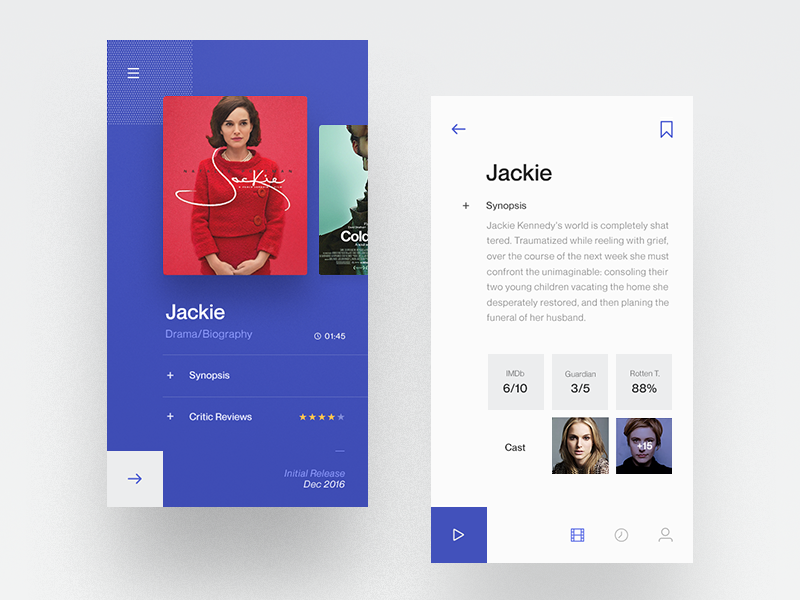 Jackie
Cold
Jackie
Drama/Biography
01:45
+ Synopsis
+ Critic Reviews
Initial Release
Dec 2016
Jackie
+ Synopsis
Jackie Kennedy's world is completely shat
tered. Traumatized while reeling with grief,
over the course of the next week she must
confront the unimaginable: consoling their
two young children vacating the home she
desperately restored, and then planing the
funeral of her husband.
IMDb
6/10
Guardian
3/5
Rotten T.
88%
Cast
+15